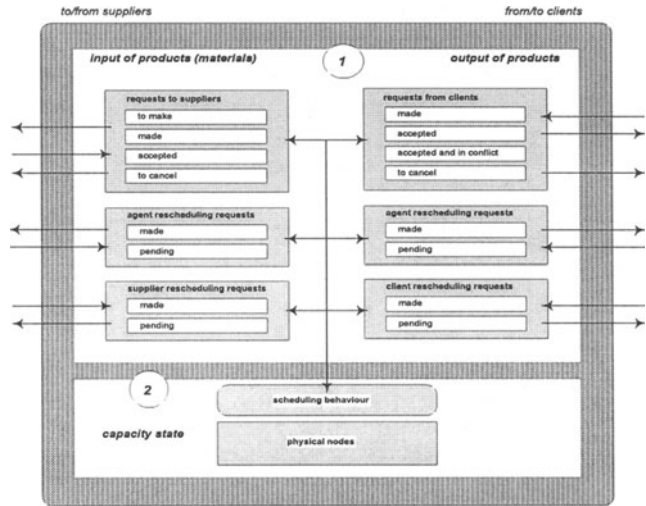 to/from suppliers
from/to clients
input of products (materials)
1
output of products
requests to suppliers
to make
made
accepted
to cancel
requests from clients
made
accepted
accepted and in conflict
to cancel
agent rescheduling requests
made
pending
agent rescheduling requests
made
pending
supplier rescheduling requests
made
pending
client rescheduling requests
made
pending
2
scheduling behaviour
capacity state
physical nodes